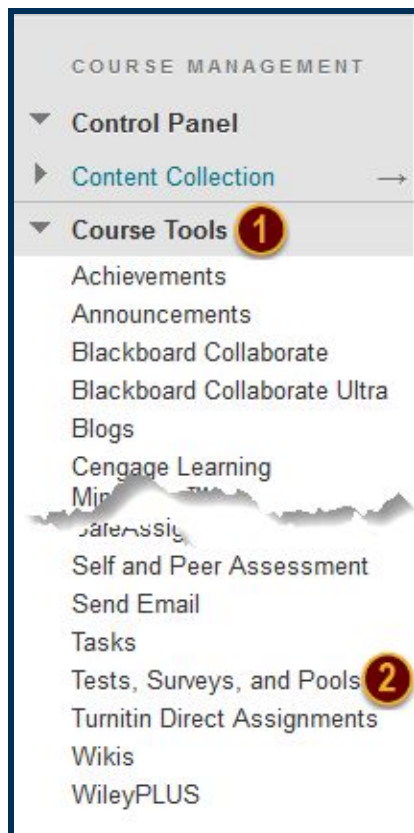 COURSE MANAGEMENT
Control Panel
Content Collection →
Course Tools 1
Achievements
Announcements
Blackboard Collaborate
Blackboard Collaborate Ultra
Blogs
Cengage Learning
Self and Peer Assessment
Send Email
Tasks
Tests, Surveys, and Pools 2
Turnitin Direct Assignments
Wikis
WileyPLUS